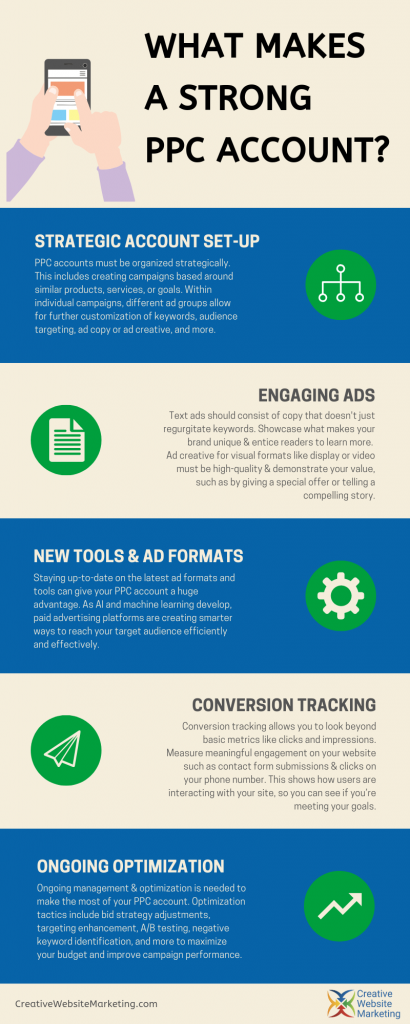 WHAT MAKES
A STRONG
PPC ACCOUNT?
STRATEGIC ACCOUNT SET-UP
PPC accounts must be organized strategically.
This includes creating campaigns based around
similar products, services, or goals. Within
individual campaigns, different ad groups allow
for further customization of keywords, audience
targeting, ad copy or ad creative, and more.
ENGAGING ADS
Text ads should consist of copy that doesn't just
regurgitate keywords. Showcase what makes your
brand unique & entice readers to learn more.
Ad creative for visual formats like display or video
must be high-quality & demonstrate your value,
such as by giving a special offer or telling a
compelling story.
NEW TOOLS & AD FORMATS
Staying up-to-date on the latest ad formats and
tools can give your PPC account a huge
advantage. As AI and machine learning develop,
paid advertising platforms are creating smarter
ways to reach your target audience efficiently
and effectively.
CONVERSION TRACKING
Conversion tracking allows you to look beyond
basic metrics like clicks and impressions.
Measure meaningful engagement on your website
such as contact form submissions & clicks on
your phone number. This shows how users are
interacting with your site, so you can see if you're
meeting your goals.
ONGOING OPTIMIZATION
Ongoing management & optimization is needed to
make the most of your PPC account. Optimization
tactics include bid strategy adjustments,
targeting enhancement, A/B testing, negative
keyword identification, and more to maximize
your budget and improve campaign performance.
CreativeWebsiteMarketing.com
Creative
Website
Marketing